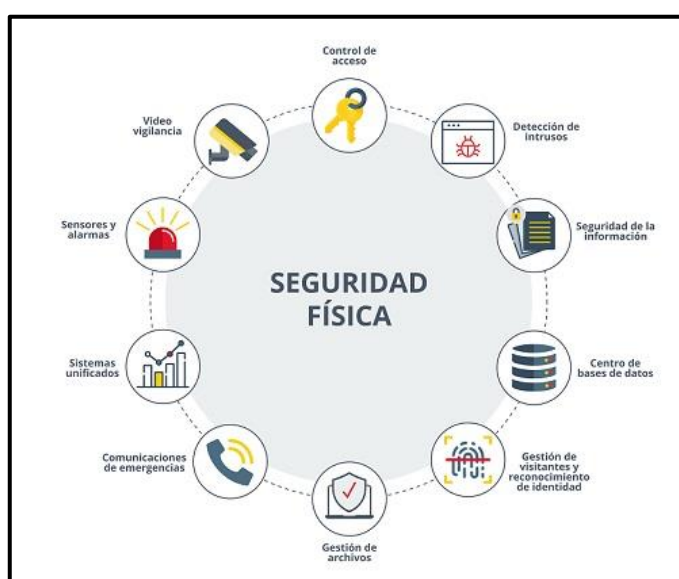 Control de
acceso
Video
vigilancia
Detección de
intrusos
Sensores y
alarmas
Seguridad de la
información
SEGURIDAD
FÍSICA
Sistemas
unificados
Centro de
bases de datos
Comunicaciones
de emergencias
Gestión de
visitantes y
reconocimiento
de identidad
Gestión de
archivos